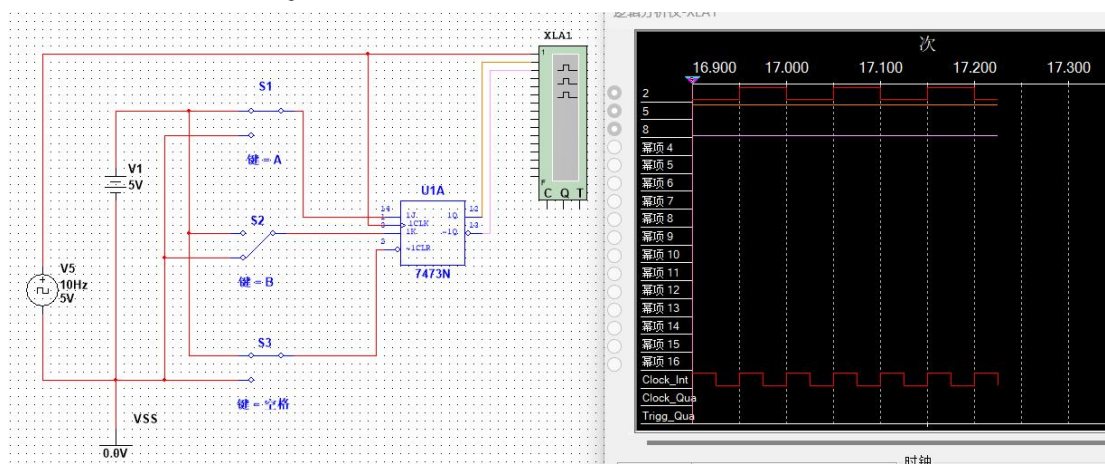 逻辑分析仪-XLA1
XLA1
1
F
C Q T
S1
键 = A
V1
5V
S2
键 = B
V5
10Hz
5V
S3
键 = 空格
VSS
0.0V
U1A
14
1J
1Q
12
1CLK
1
3
1K
~1Q
13
2
~1CLR
7473N
次
16.900 17.000 17.100 17.200 17.300
2
5
8
幂项 4
幂项 5
幂项 6
幂项 7
幂项 8
幂项 9
幂项 10
幂项 11
幂项 12
幂项 13
幂项 14
幂项 15
幂项 16
Clock_Int
Clock_Qua
Trigg_Qua
时钟